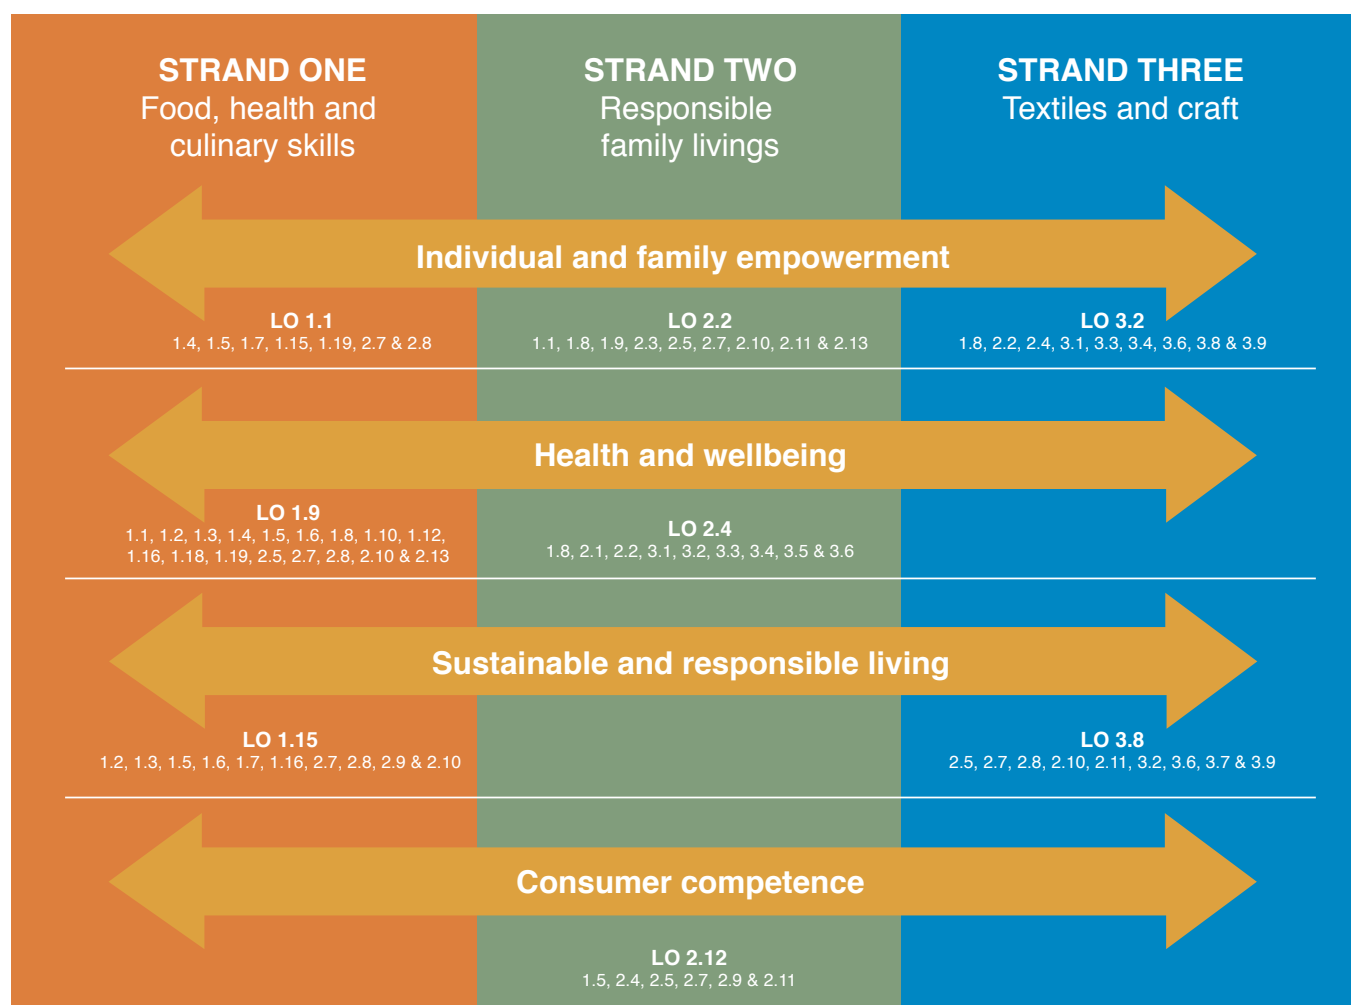 STRAND ONE
Food, health and
culinary skills
STRAND TWO
Responsible
family livings
STRAND THREE
Textiles and craft
Individual and family empowerment
LO 1.1
1.4, 1.5, 1.7, 1.15, 1.19, 2.7 & 2.8
LO 2.2
1.1, 1.8, 1.9, 2.3, 2.5, 2.7, 2.10, 2.11 & 2.13
LO 3.2
1.8, 2.2, 2.4, 3.1, 3.3, 3.4, 3.6, 3.8 & 3.9
Health and wellbeing
LO 1.9
1.1, 1.2, 1.3, 1.4, 1.5, 1.6, 1.8, 1.10, 1.12,
1.16, 1.18, 1.19, 2.5, 2.7, 2.8, 2.10 & 2.13
LO 2.4
1.8, 2.1, 2.2, 3.1, 3.2, 3.3, 3.4, 3.5 & 3.6
Sustainable and responsible living
LO 1.15
1.2, 1.3, 1.5, 1.6, 1.7, 1.16, 2.7, 2.8, 2.9 & 2.10
LO 3.8
2.5, 2.7, 2.8, 2.10, 2.11, 3.2, 3.6, 3.7 & 3.9
Consumer competence
LO 2.12
1.5, 2.4, 2.5, 2.7, 2.9 & 2.11